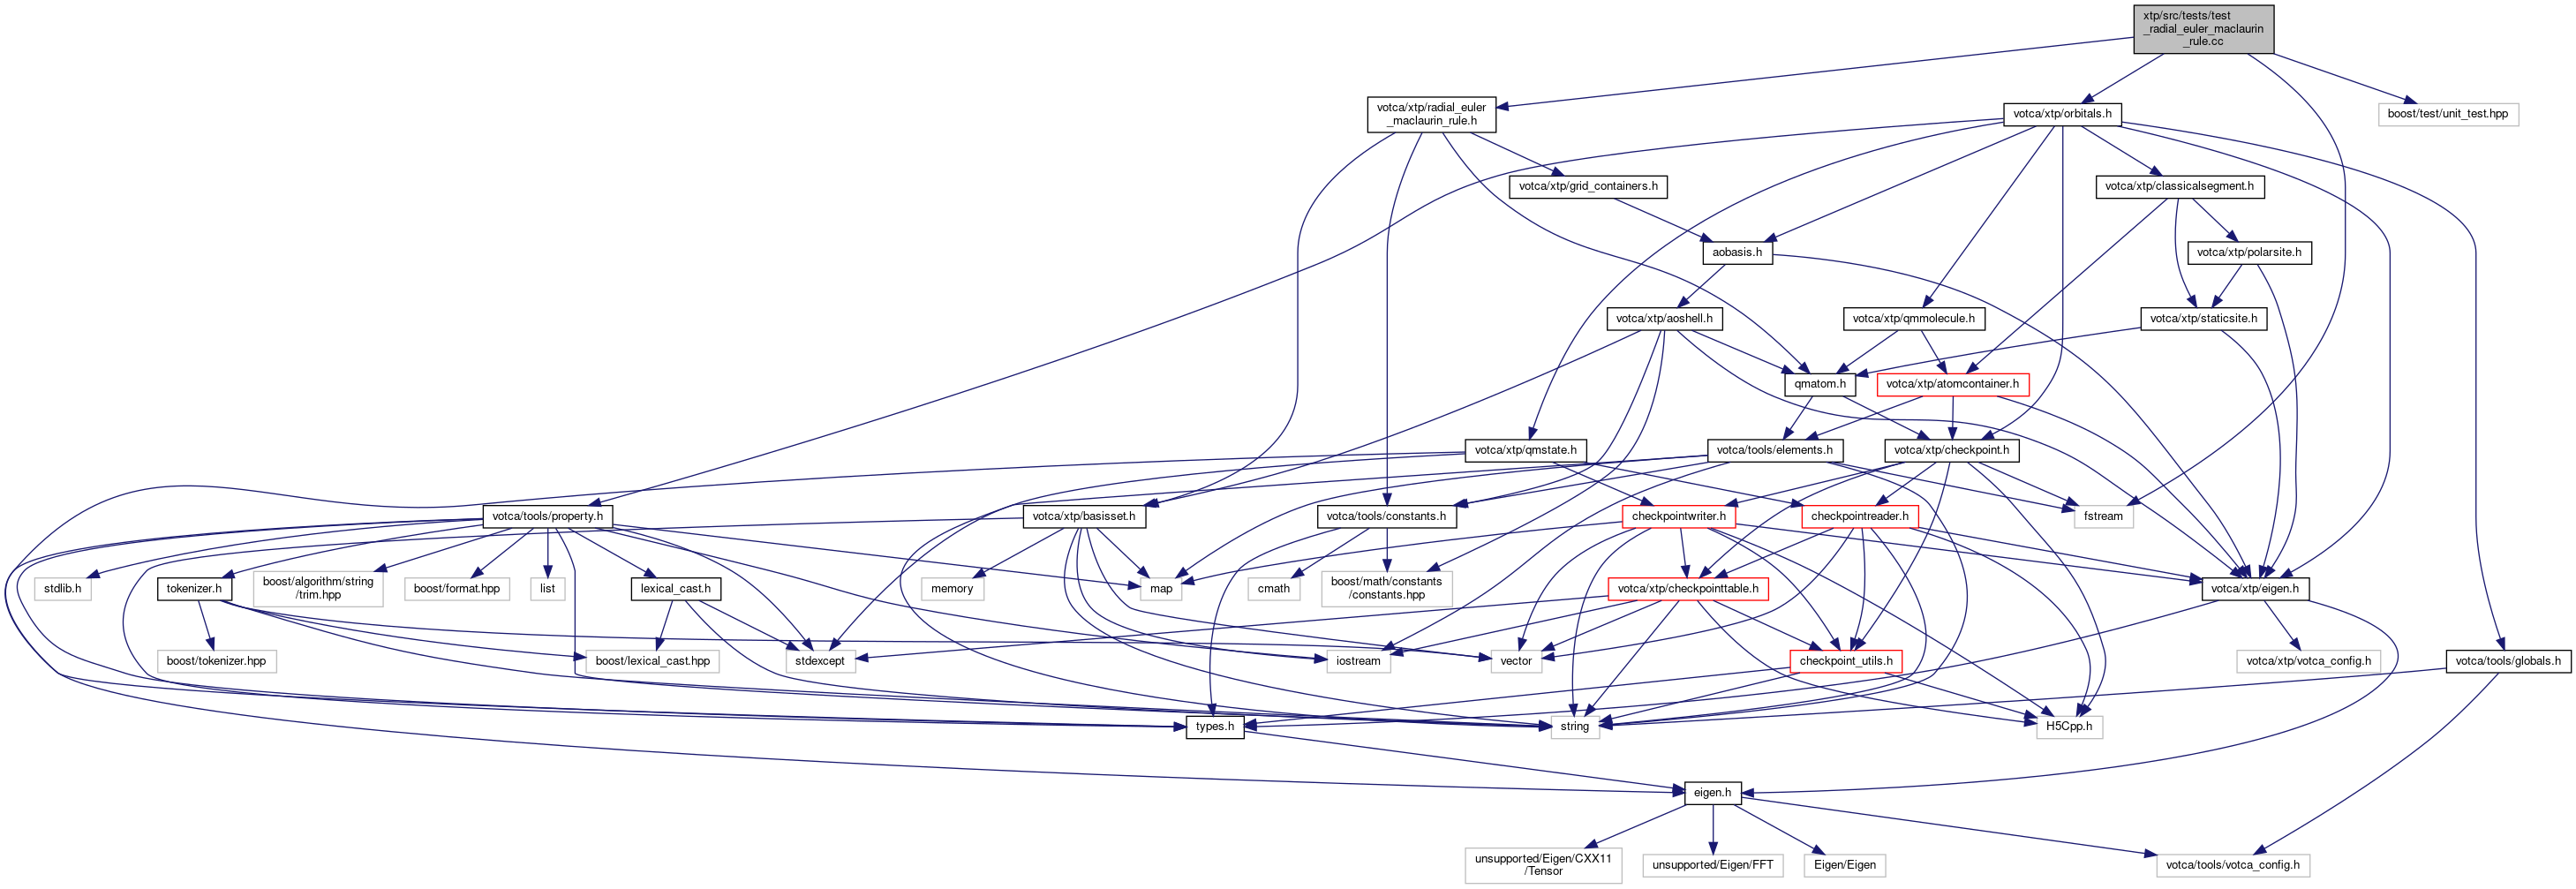 xtp/src/tests/test
_radial_euler_maclaurin
_rule.cc
votca/xtp/radial_euler
_maclaurin_rule.h
votca/xtp/orbitals.h
boost/test/unit_test.hpp
votca/xtp/grid_containers.h
votca/xtp/classicalsegment.h
aobasis.h
votca/xtp/polarsite.h
votca/xtp/aoshell.h
votca/xtp/qmmolecule.h
votca/xtp/staticsite.h
qmatom.h
votca/xtp/atomcontainer.h
votca/xtp/qmstate.h
votca/tools/elements.h
votca/xtp/checkpoint.h
votca/tools/property.h
votca/xtp/basisset.h
votca/tools/constants.h
checkpointwriter.h
checkpointreader.h
fstream
stdlib.h
tokenizer.h
boost/algorithm/string
/trim.hpp
boost/format.hpp
list
lexical_cast.h
memory
map
cmath
boost/math/constants
/constants.hpp
votca/xtp/checkpointtable.h
votca/xtp/eigen.h
boost/tokenizer.hpp
boost/lexical_cast.hpp
stdexcept
iostream
vector
checkpoint_utils.h
votca/xtp/votca_config.h
votca/tools/globals.h
types.h
string
H5Cpp.h
eigen.h
unsupported/Eigen/CXX11
/Tensor
unsupported/Eigen/FFT
Eigen/Eigen
votca/tools/votca_config.h